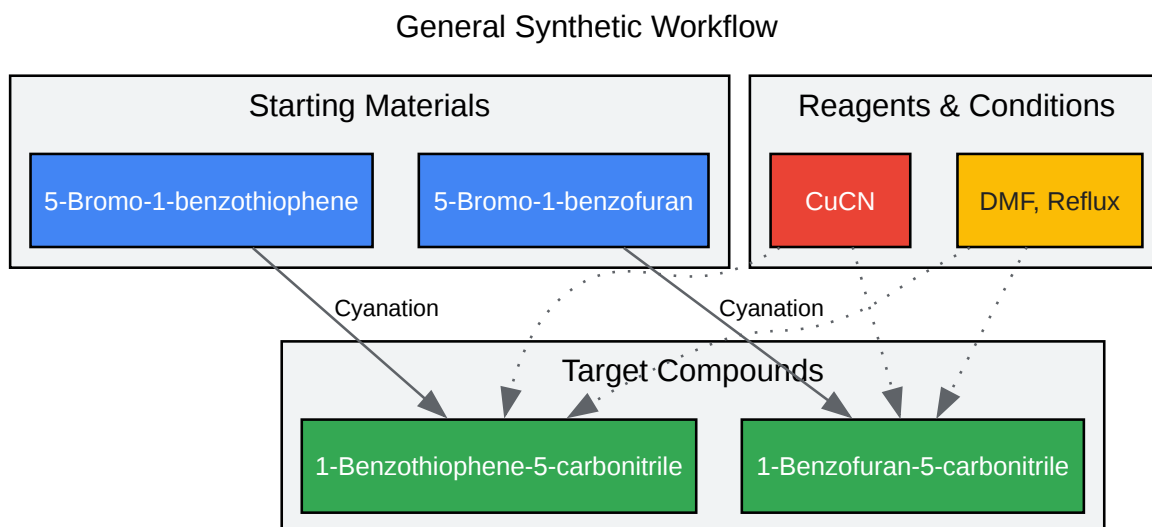 General Synthetic Workflow
Starting Materials
Reagents & Conditions
5-Bromo-1-benzothiophene
5-Bromo-1-benzofuran
CuCN
DMF, Reflux
Cyanation
Cyanation
Target Compounds
1-Benzothiophene-5-carbonitrile
1-Benzofuran-5-carbonitrile